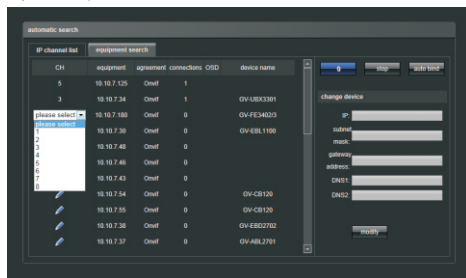 automatic search
IP channel list equipment search
CH equipment agreement connections OSD device name
5 10.10.7.125 Onvif 1
3 10.10.7.34 Onvif 1 GV-UBX3301
please select 10.10.7.180 Onvif 0 GV-FE3402/3
please select
1 10.10.7.30 Onvif 0 GV-EBL1100
2
3 10.10.7.48 Onvif 0
4
5 10.10.7.46 Onvif 0
6
7 10.10.7.43 Onvif 0
8
10.10.7.54 Onvif 0 GV-CB120
10.10.7.55 Onvif 0 GV-CB120
10.10.7.38 Onvif 0 GV-EBD2702
10.10.7.37 Onvif 0 GV-ABL2701
stop auto bind
change device
IP:
subnet
mask:
gateway
address:
DNS1:
DNS2:
modify